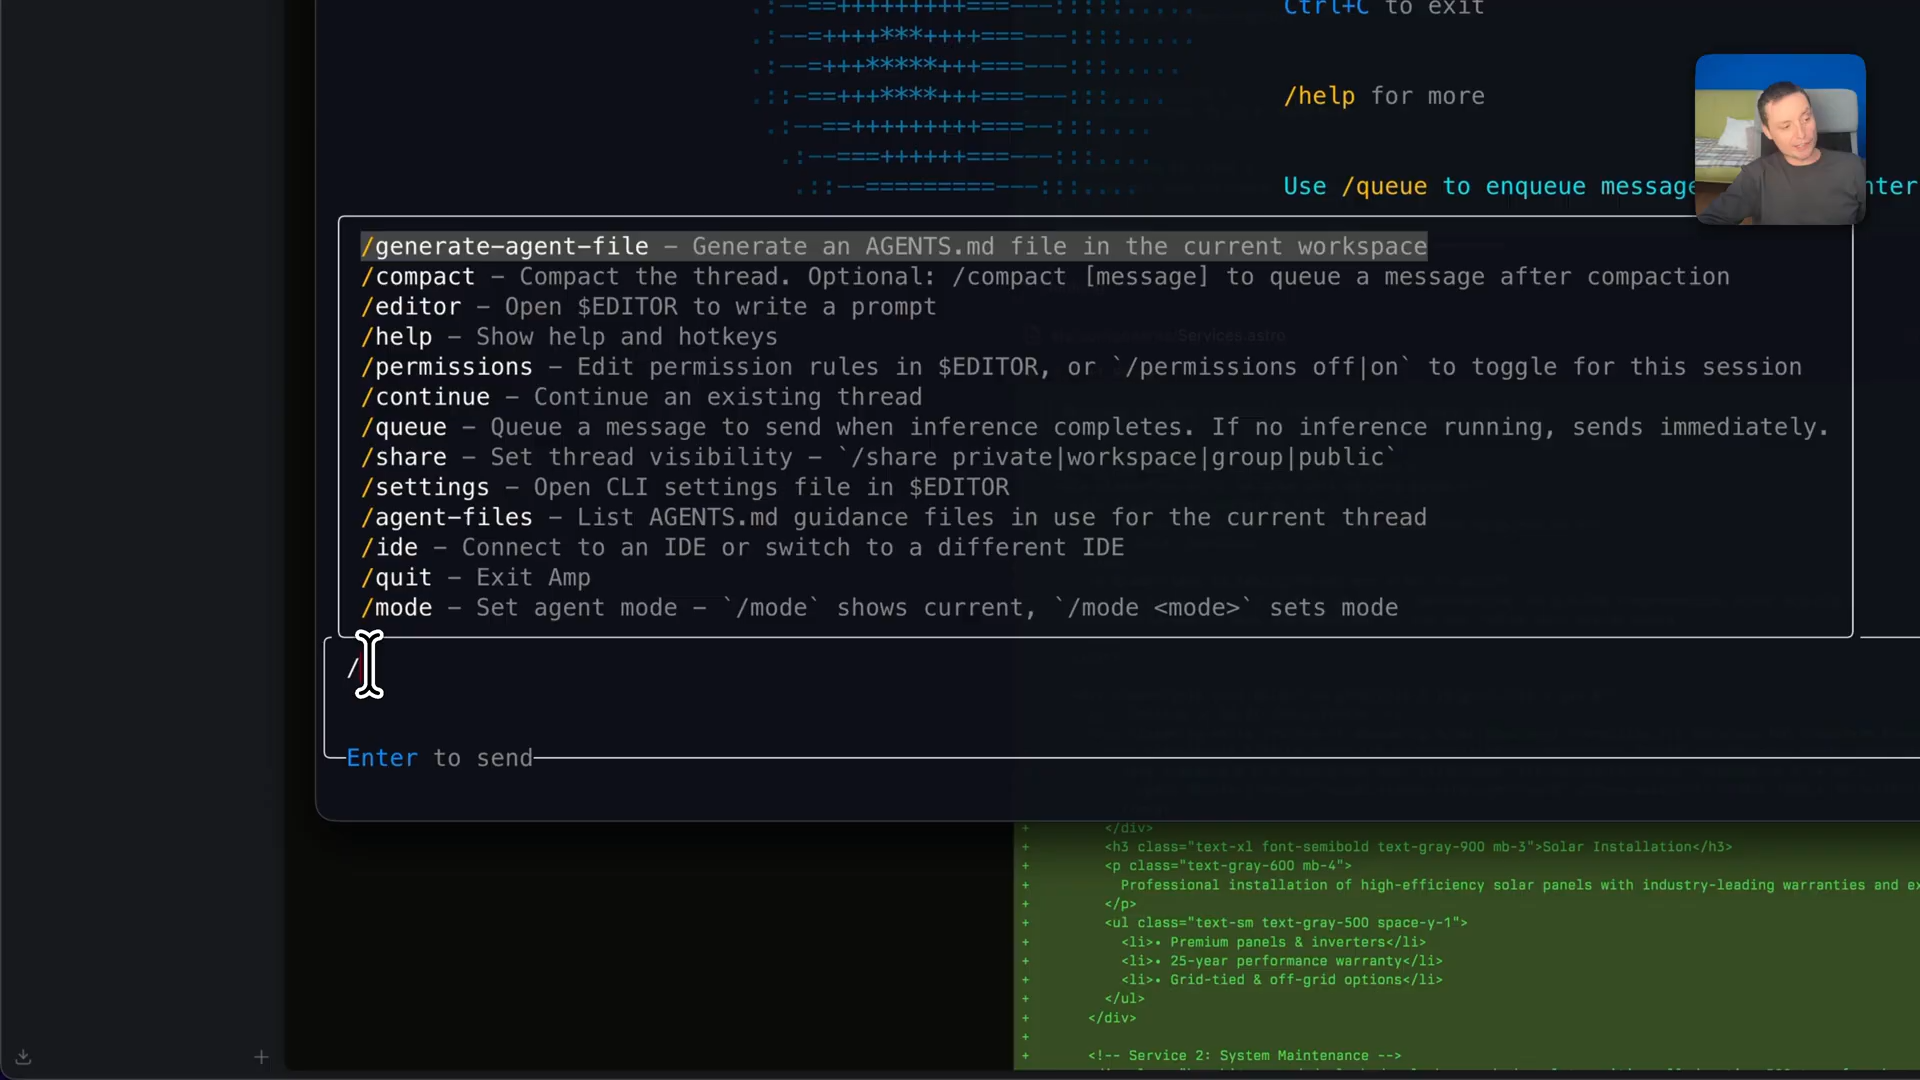 Ctrl+C to exit
/help for more
Use /queue to enqueue message nter
/generate-agent-file – Generate an AGENTS.md file in the current workspace
/compact – Compact the thread. Optional: /compact [message] to queue a message after compaction
/editor – Open $EDITOR to write a prompt
/help – Show help and hotkeys
/permissions – Edit permission rules in $EDITOR, or `/permissions off|on` to toggle for this session
/continue – Continue an existing thread
/queue – Queue a message to send when inference completes. If no inference running, sends immediately.
/share – Set thread visibility – `/share private|workspace|group|public`
/settings – Open CLI settings file in $EDITOR
/agent-files – List AGENTS.md guidance files in use for the current thread
/ide – Connect to an IDE or switch to a different IDE
/quit – Exit Amp
/mode – Set agent mode – `/mode` shows current, `/mode <mode>` sets mode
/
Enter to send
+ </div>
+ <h3 class="text-xl font-semibold text-gray-900 mb-3">Solar Installation</h3>
+ <p class="text-gray-600 mb-4">
+ Professional installation of high-efficiency solar panels with industry-leading warranties and ex
+ </p>
+ <ul class="text-sm text-gray-500 space-y-1">
+ <li>• Premium panels & inverters</li>
+ <li>• 25-year performance warranty</li>
+ <li>• Grid-tied & off-grid options</li>
+ </ul>
+ </div>
+
+ <!-- Service 2: System Maintenance -->